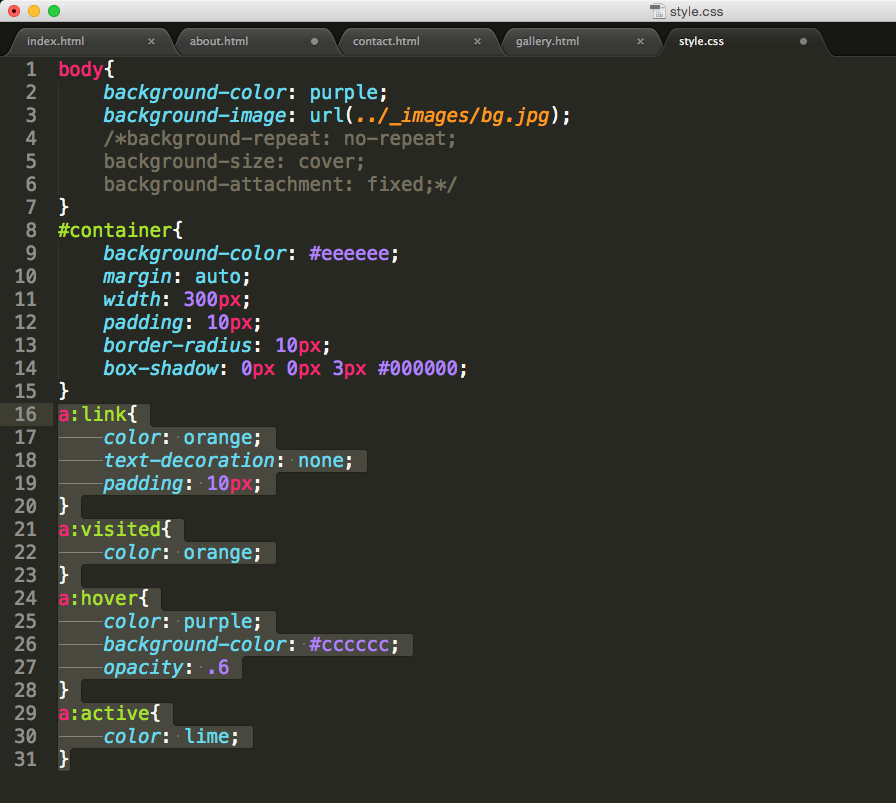 style.css
index.html × about.html contact.html × gallery.html × style.css
1 body{
2     background-color: purple;
3     background-image: url(../_images/bg.jpg);
4     /*background-repeat: no-repeat;
5     background-size: cover;
6     background-attachment: fixed;*/
7 }
8 #container{
9     background-color: #eeeeee;
10     margin: auto;
11     width: 300px;
12     padding: 10px;
13     border-radius: 10px;
14     box-shadow: 0px 0px 3px #000000;
15 }
16 a:link{
17     color: orange;
18     text-decoration: none;
19     padding: 10px;
20 }
21 a:visited{
22     color: orange;
23 }
24 a:hover{
25     color: purple;
26     background-color: #cccccc;
27     opacity: .6
28 }
29 a:active{
30     color: lime;
31 }